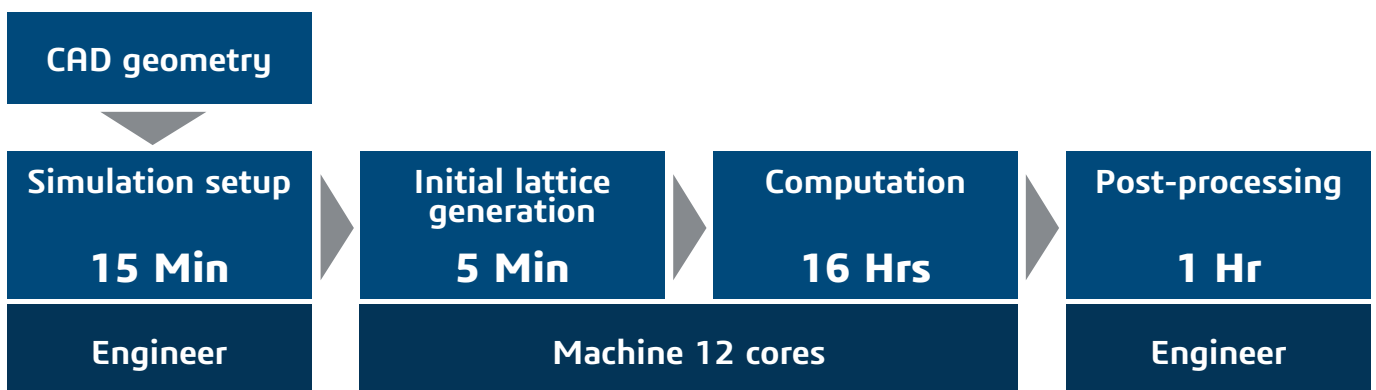 CAD geometry
Simulation setup
15 Min
Engineer
Initial lattice
generation
5 Min
Computation
16 Hrs
Machine 12 cores
Post-processing
1 Hr
Engineer